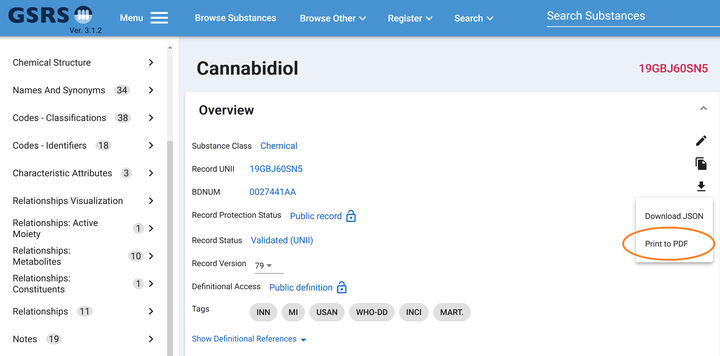 GSRS
Ver. 3.1.2
Menu
Browse Substances
Browse Other
Register
Search
Search Substances
Chemical Structure
Names And Synonyms 34
Codes - Classifications 38
Codes - Identifiers 18
Characteristic Attributes 3
Relationships Visualization
Relationships: Active
Moiety 1
Relationships:
Metabolites 10
Relationships:
Constituents 1
Relationships 11
Notes 19
Cannabidiol
19GBJ60SN5
Overview
Substance Class Chemical
Record UNII 19GBJ60SN5
BDNUM 0027441AA
Record Protection Status Public record
Record Status Validated (UNII)
Record Version 79
Definitional Access Public definition
Tags INN MI USAN WHO-DD INCI MART.
Show Definitional References
Download JSON
Print to PDF